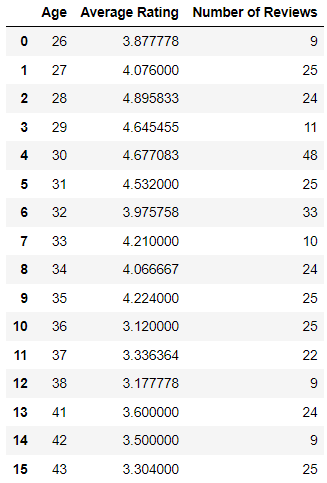 Age Average Rating Number of Reviews
0 26 3.877778 9
1 27 4.076000 25
2 28 4.895833 24
3 29 4.645455 11
4 30 4.677083 48
5 31 4.532000 25
6 32 3.975758 33
7 33 4.210000 10
8 34 4.066667 24
9 35 4.224000 25
10 36 3.120000 25
11 37 3.336364 22
12 38 3.177778 9
13 41 3.600000 24
14 42 3.500000 9
15 43 3.304000 25